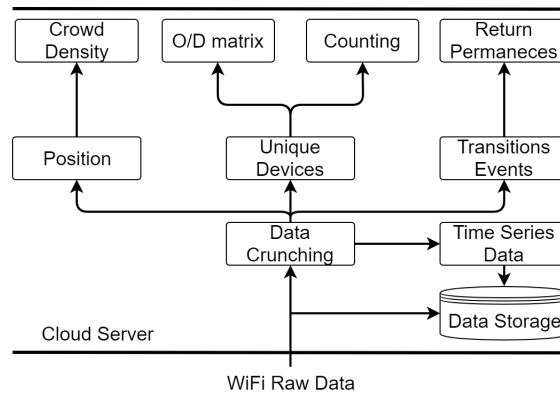 Crowd
Density
O/D matrix
Counting
Return
Permaneces
Position
Unique
Devices
Transitions
Events
Data
Crunching
Time Series
Data
Data Storage
Cloud Server
WiFi Raw Data